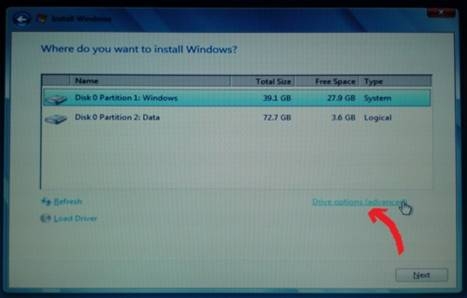 Install Windows
Where do you want to install Windows?
Name Total Size Free Space Type
Disk 0 Partition 1: Windows 39.1 GB 27.9 GB System
Disk 0 Partition 2: Data 72.7 GB 3.6 GB Logical
Refresh Drive options (advanced)
Load Driver
Next